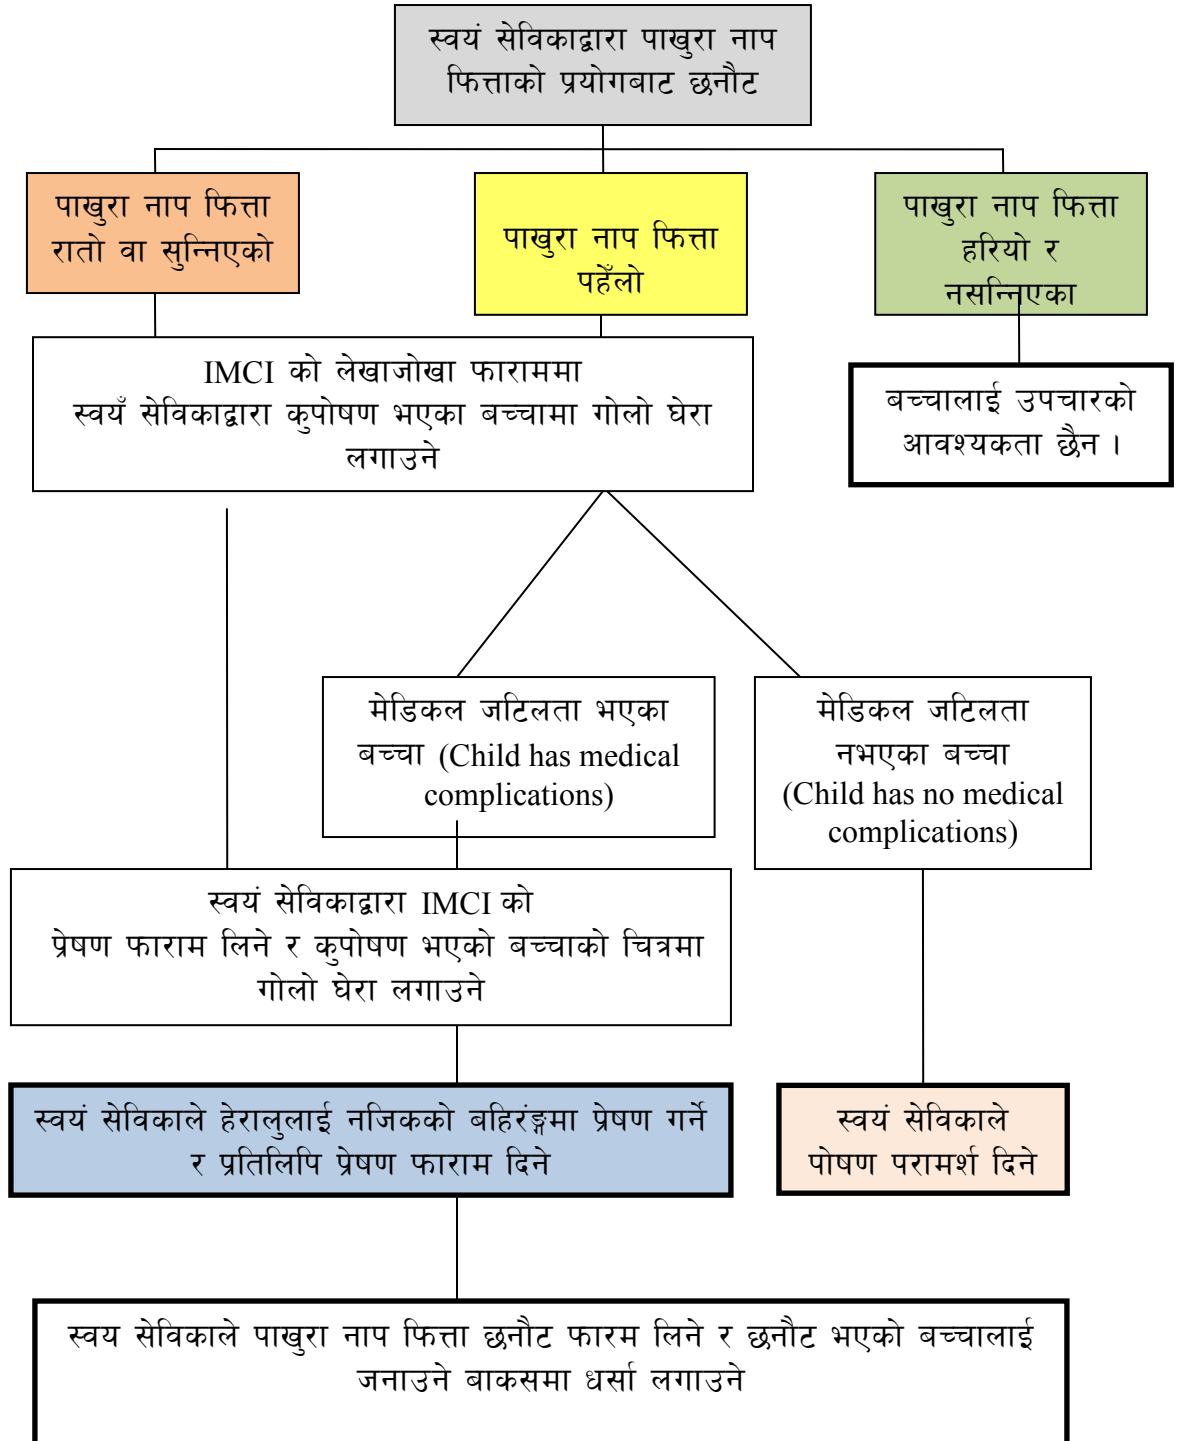 स्वयं सेविकाद्वारा पाखुरा नाप
फित्ताको प्रयोगबाट छनौट
पाखुरा नाप फित्ता
रातो वा सुन्निएको
पाखुरा नाप फित्ता
पहेँलो
पाखुरा नाप फित्ता
हरियो र
नसन्निएका
IMCI को लेखाजोखा फाराममा
स्वयँ सेविकाद्वारा कुपोषण भएका बच्चामा गोलो घेरा
लगाउने
बच्चालाई उपचारको
आवश्यकता छैन ।
मेडिकल जटिलता भएका
बच्चा (Child has medical
complications)
मेडिकल जटिलता
नभएका बच्चा
(Child has no medical
complications)
स्वयं सेविकाद्वारा IMCI को
प्रेषण फाराम लिने र कुपोषण भएको बच्चाको चित्रमा
गोलो घेरा लगाउने
स्वयं सेविकाले हेरालुलाई नजिकको बहिरंङ्गमा प्रेषण गर्ने
र प्रतिलिपि प्रेषण फाराम दिने
स्वयं सेविकाले
पोषण परामर्श दिने
स्वय सेविकाले पाखुरा नाप फित्ता छनौट फारम लिने र छनौट भएको बच्चालाई
जनाउने बाकसमा धर्सा लगाउने